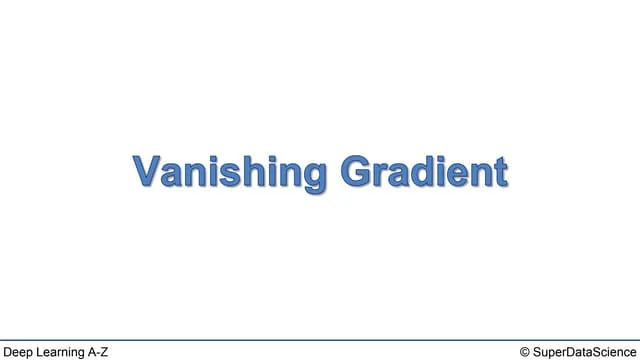 Vanishing Gradient
Deep Learning A-Z
© SuperDataScience